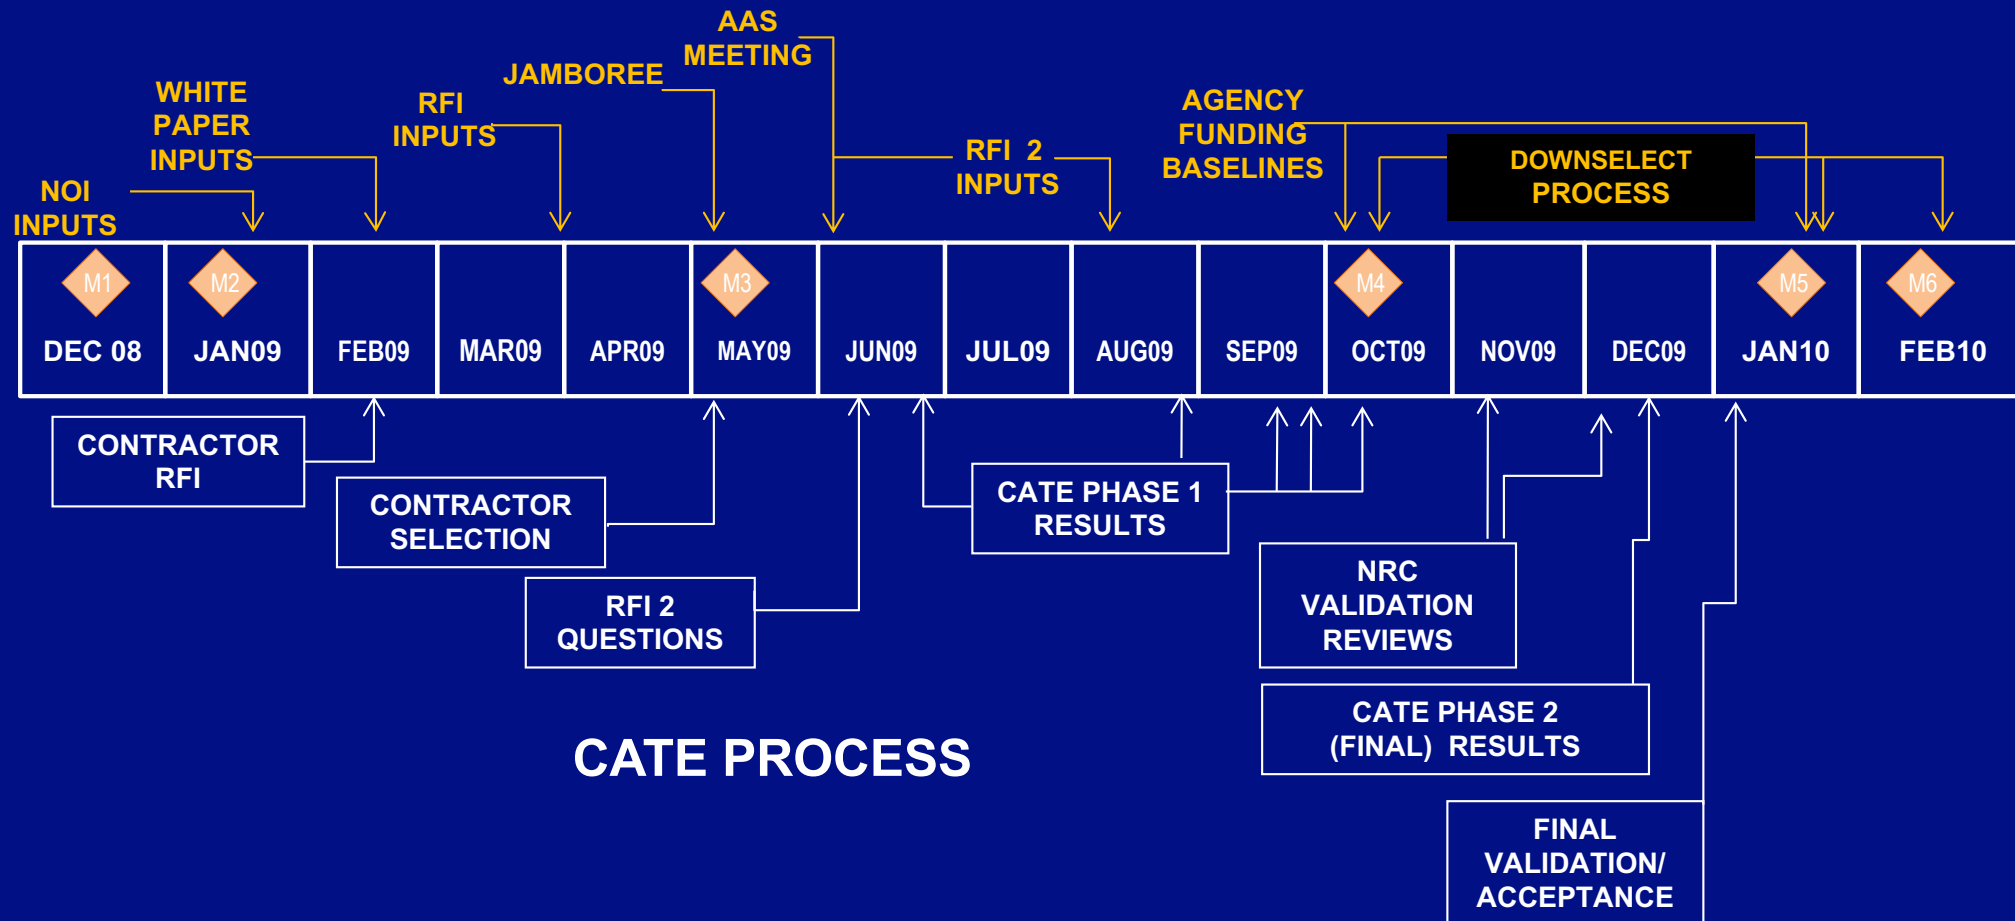 AAS
MEETING
JAMBOREE
WHITE
PAPER
INPUTS
RFI
INPUTS
AGENCY
FUNDING
BASELINES
RFI 2
INPUTS
DOWNSELECT
PROCESS
NOI
INPUTS
M1
M2
M3
M4
M5
M6
DEC 08
JAN09
FEB09
MAR09
APR09
MAY09
JUN09
JUL09
AUG09
SEP09
OCT09
NOV09
DEC09
JAN10
FEB10
CONTRACTOR
RFI
CONTRACTOR
SELECTION
CATE PHASE 1
RESULTS
RFI 2
QUESTIONS
NRC
VALIDATION
REVIEWS
CATE PHASE 2
(FINAL) RESULTS
CATE PROCESS
FINAL
VALIDATION/
ACCEPTANCE